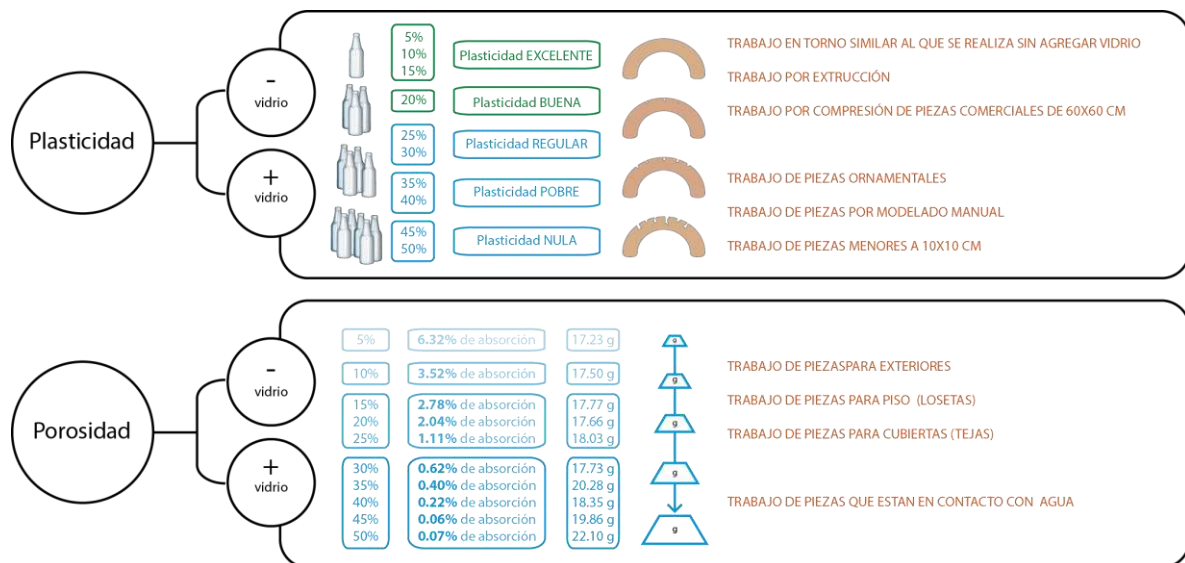 Plasticidad
-
vidrio
+
vidrio
5%
10%
15%
Plasticidad EXCELENTE
20%
Plasticidad BUENA
25%
30%
Plasticidad REGULAR
35%
40%
Plasticidad POBRE
45%
50%
Plasticidad NULA
TRABAJO EN TORNO SIMILAR AL QUE SE REALIZA SIN AGREGAR VIDRIO
TRABAJO POR EXTRUCCIÓN
TRABAJO POR COMPRESIÓN DE PIEZAS COMERCIALES DE 60X60 CM
TRABAJO DE PIEZAS ORNAMENTALES
TRABAJO DE PIEZAS POR MODELADO MANUAL
TRABAJO DE PIEZAS MENORES A 10X10 CM
Porosidad
-
vidrio
+
vidrio
5% 6.32% de absorción 17.23 g
10% 3.52% de absorción 17.50 g
15% 2.78% de absorción 17.77 g
20% 2.04% de absorción 17.66 g
25% 1.11% de absorción 18.03 g
30% 0.62% de absorción 17.73 g
35% 0.40% de absorción 20.28 g
40% 0.22% de absorción 18.35 g
45% 0.06% de absorción 19.86 g
50% 0.07% de absorción 22.10 g
g
g
g
g
g
TRABAJO DE PIEZASPARA EXTERIORES
TRABAJO DE PIEZAS PARA PISO (LOSETAS)
TRABAJO DE PIEZAS PARA CUBIERTAS (TEJAS)
TRABAJO DE PIEZAS QUE ESTAN EN CONTACTO CON AGUA